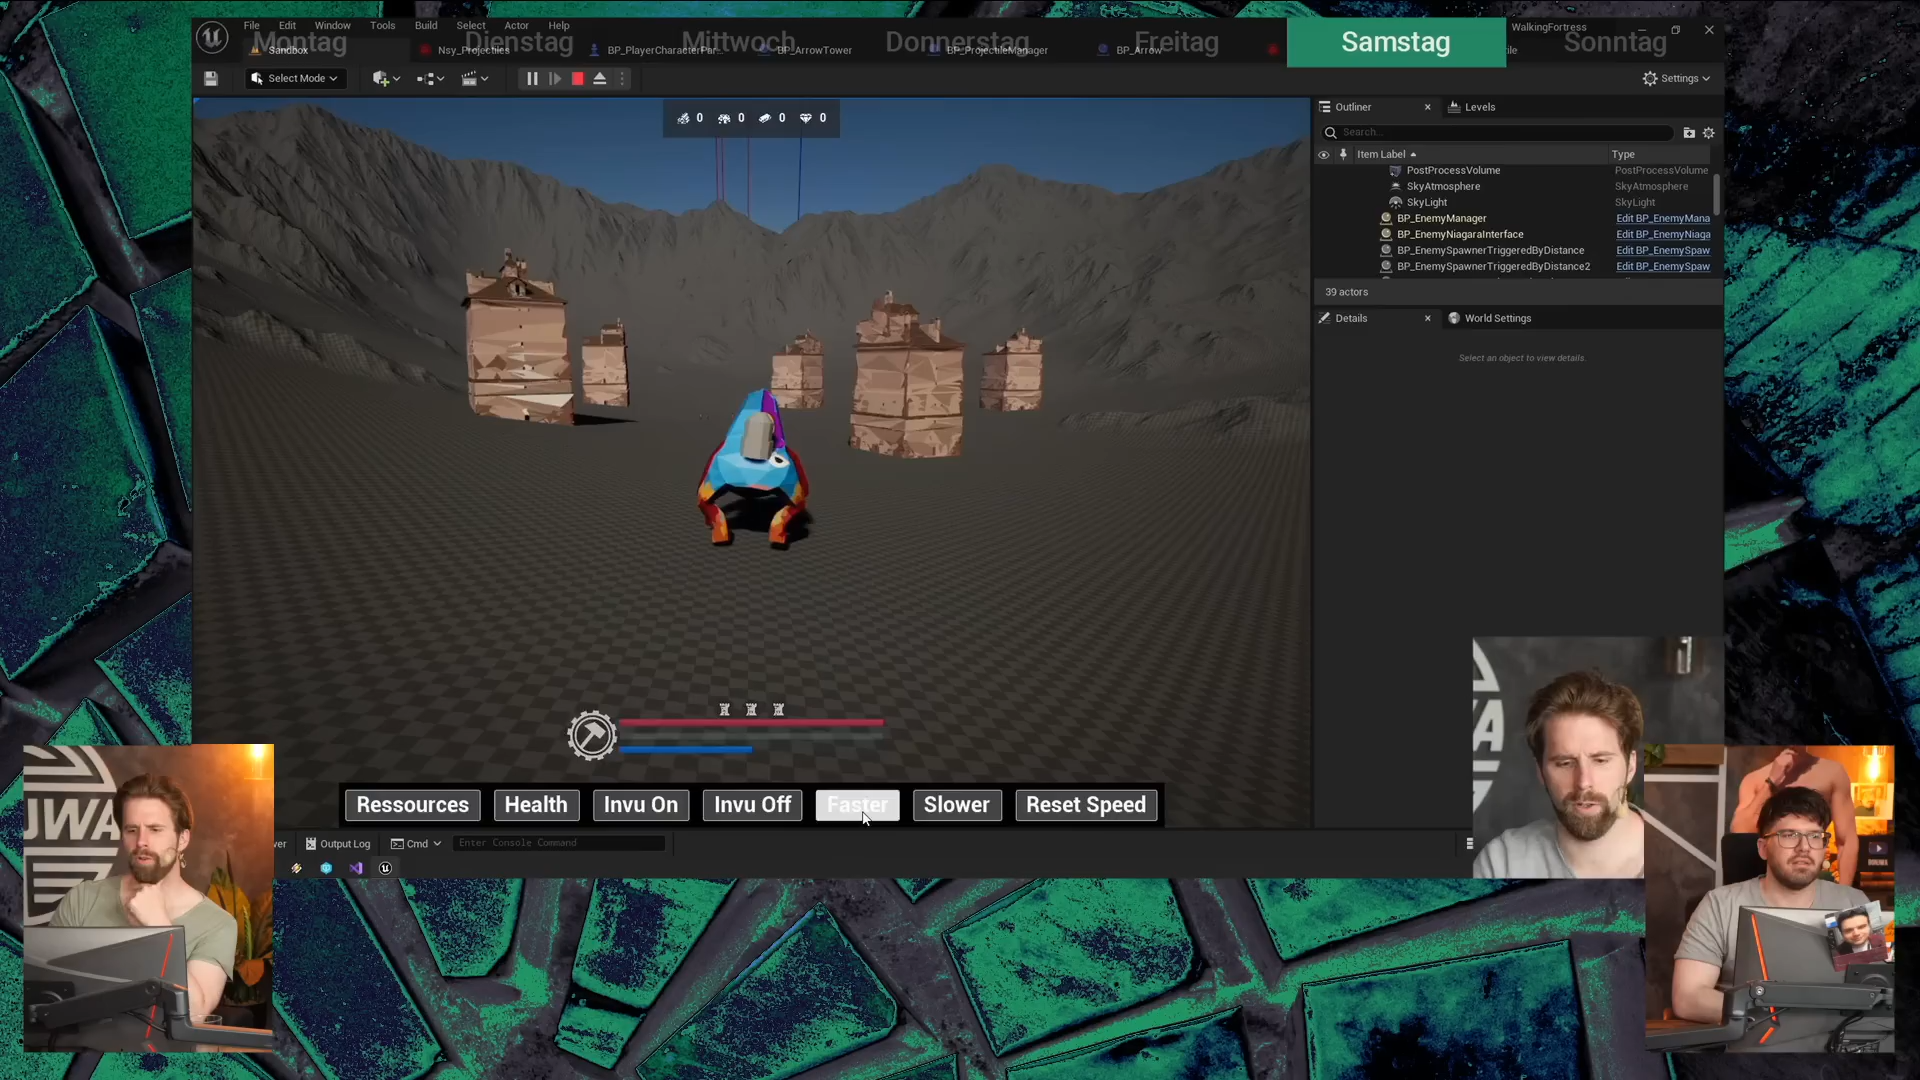 File Edit Window Tools Build Select Actor Help
WalkingFortress
Montag Dienstag Mittwoch Donnerstag Freitag Samstag Sonntag
Sandbox Nsy_Projectiles BP_PlayerCharacterPar... BP_ArrowTower BP_ProjectileManager BP_Arrow
Select Mode
Settings
0 0 0 0
Outliner Levels
Search...
Item Label Type
PostProcessVolume PostProcessVolume
SkyAtmosphere SkyAtmosphere
SkyLight SkyLight
BP_EnemyManager Edit BP_EnemyMana
BP_EnemyNiagaraInterface Edit BP_EnemyNiaga
BP_EnemySpawnerTriggeredByDistance Edit BP_EnemySpaw
BP_EnemySpawnerTriggeredByDistance2 Edit BP_EnemySpaw
39 actors
Details World Settings
Select an object to view details.
Ressources Health Invu On Invu Off Faster Slower Reset Speed
Output Log Cmd Enter Console Command